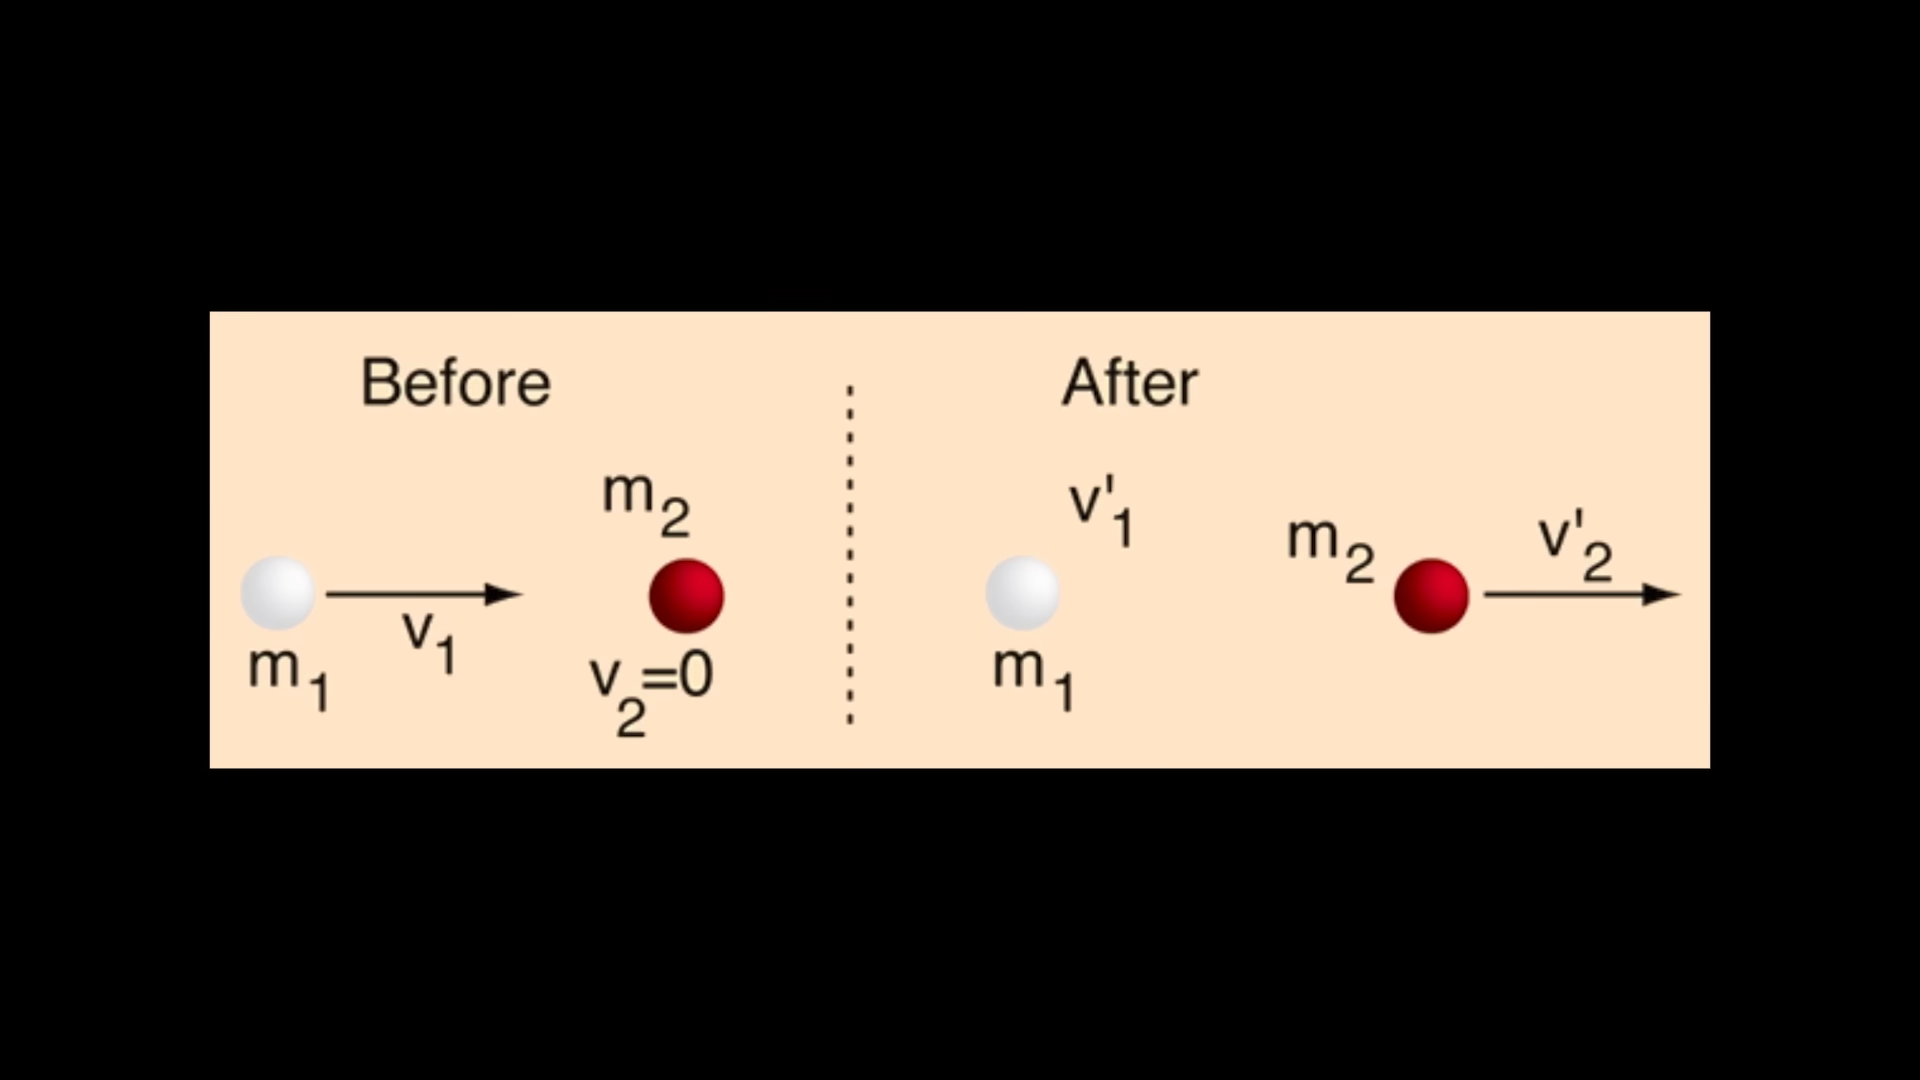 Before
m₂
v₁
m₁
v₂=0
After
v'₁
m₁
m₂
v'₂